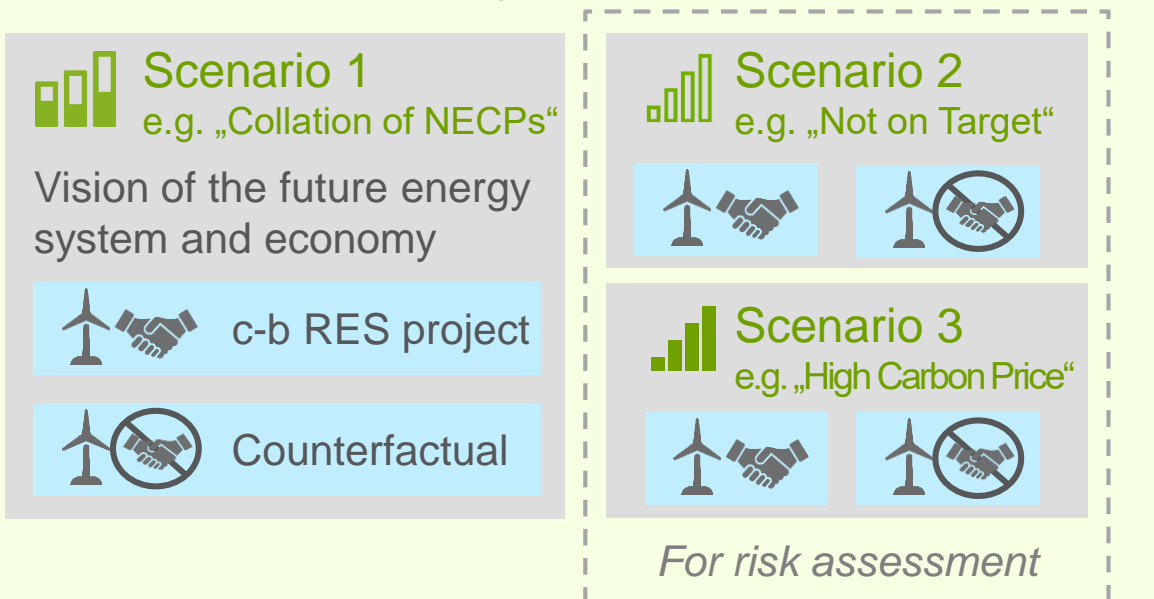 Scenario 1
e.g. „Collation of NECPs“
Vision of the future energy
system and economy
c-b RES project
Counterfactual
Scenario 2
e.g. „Not on Target“
Scenario 3
e.g. „High Carbon Price“
For risk assessment